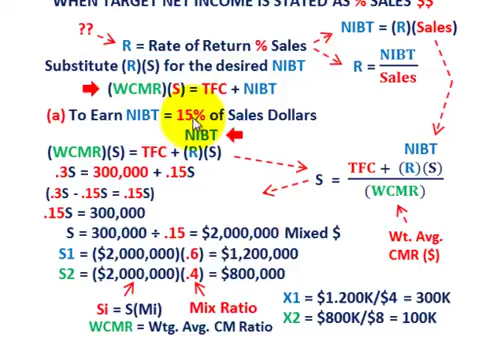 WHEN TARGET NET INCOME IS STATED AS % SALES $$
??
NIBT = (R)(Sales)
R = Rate of Return % Sales
Substitute (R)(S) for the desired NIBT
R = NIBT / Sales
(WCMR)(S) = TFC + NIBT
(a) To Earn NIBT = 15% of Sales Dollars
NIBT
(WCMR)(S) = TFC + (R)(S)
.3S = 300,000 + .15S
(.3S - .15S = .15S)
.15S = 300,000
S = 300,000 ÷ .15 = $2,000,000 Mixed $
S1 = ($2,000,000)(.6) = $1,200,000
S2 = ($2,000,000)(.4) = $800,000
Si = S(Mi) Mix Ratio
WCMR = Wtg. Avg. CM Ratio
NIBT
S = TFC + (R)(S) / (WCMR)
Wt. Avg.
CMR ($)
X1 = $1.200K/$4 = 300K
X2 = $800K/$8 = 100K